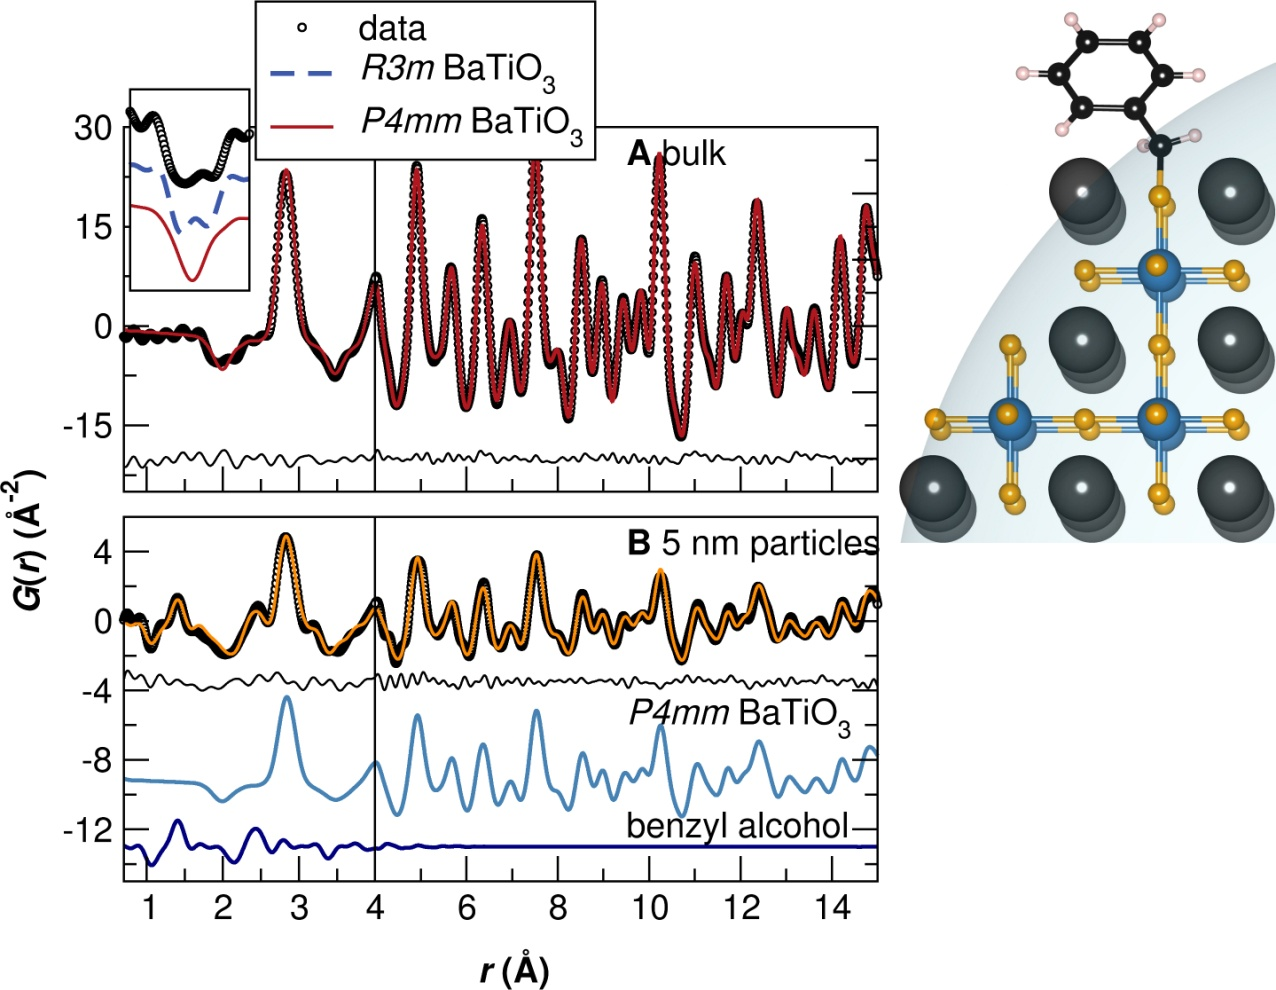 data
R3m BaTiO₃
P4mm BaTiO₃
30
15
0
-15
A bulk
B 5 nm particles
4
0
-4
-8
-12
P4mm BaTiO₃
benzyl alcohol
G(r) (Å⁻²)
1 2 3 4 6 8 10 12 14
r (Å)